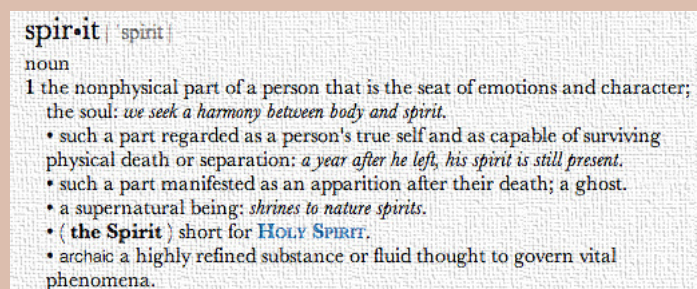 spir•it | ˈspirit |
noun
1 the nonphysical part of a person that is the seat of emotions and character;
the soul: we seek a harmony between body and spirit.
• such a part regarded as a person's true self and as capable of surviving
physical death or separation: a year after he left, his spirit is still present.
• such a part manifested as an apparition after their death; a ghost.
• a supernatural being: shrines to nature spirits.
• ( the Spirit ) short for HOLY SPIRIT.
• archaic a highly refined substance or fluid thought to govern vital
phenomena.